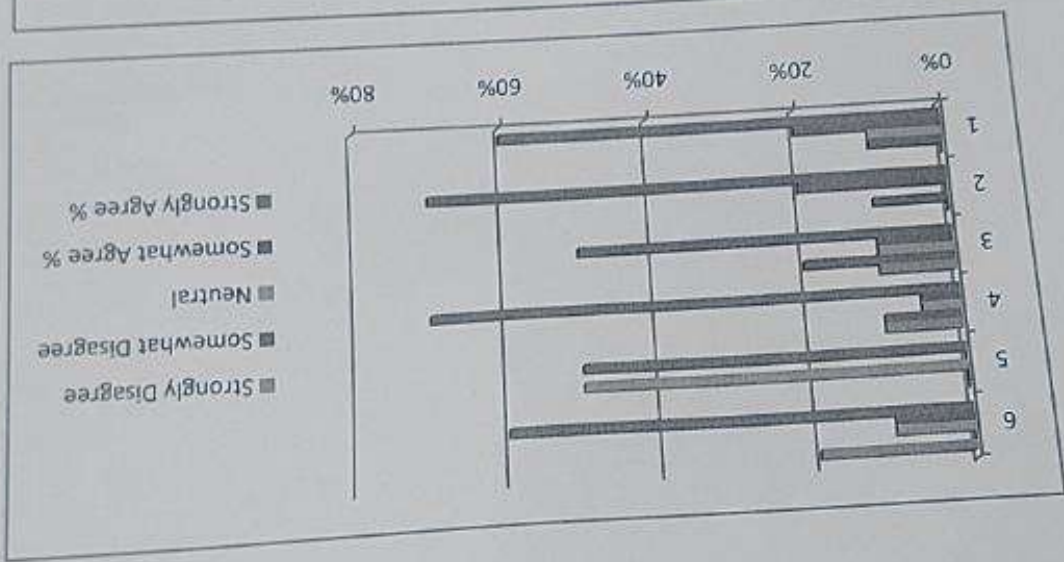 6
5
4
3
2
1
0%
20%
40%
60%
80%
Strongly Disagree
Somewhat Disagree
Neutral
Somewhat Agree %
Strongly Agree %